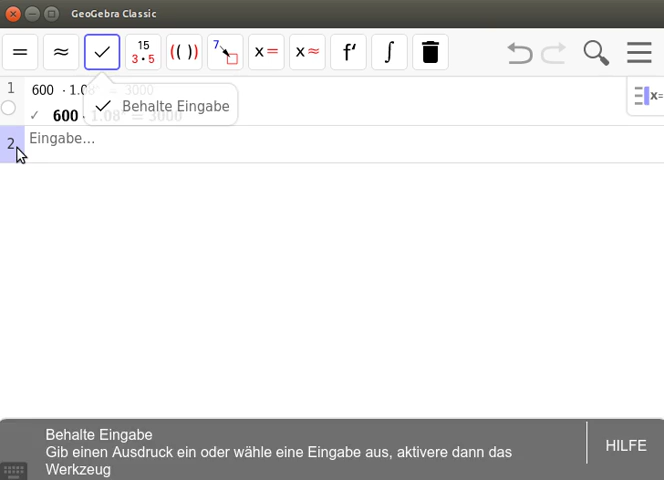 GeoGebra Classic
= ≈ ✓ 15 3·5 (( )) 7 x= x≈ f' ∫
1 600 · 1.08 = 3000
✓ 600 · 1.08 = 3000
Behalte Eingabe
x=
2 Eingabe...
Behalte Eingabe
Gib einen Ausdruck ein oder wähle eine Eingabe aus, aktivere dann das
Werkzeug
HILFE